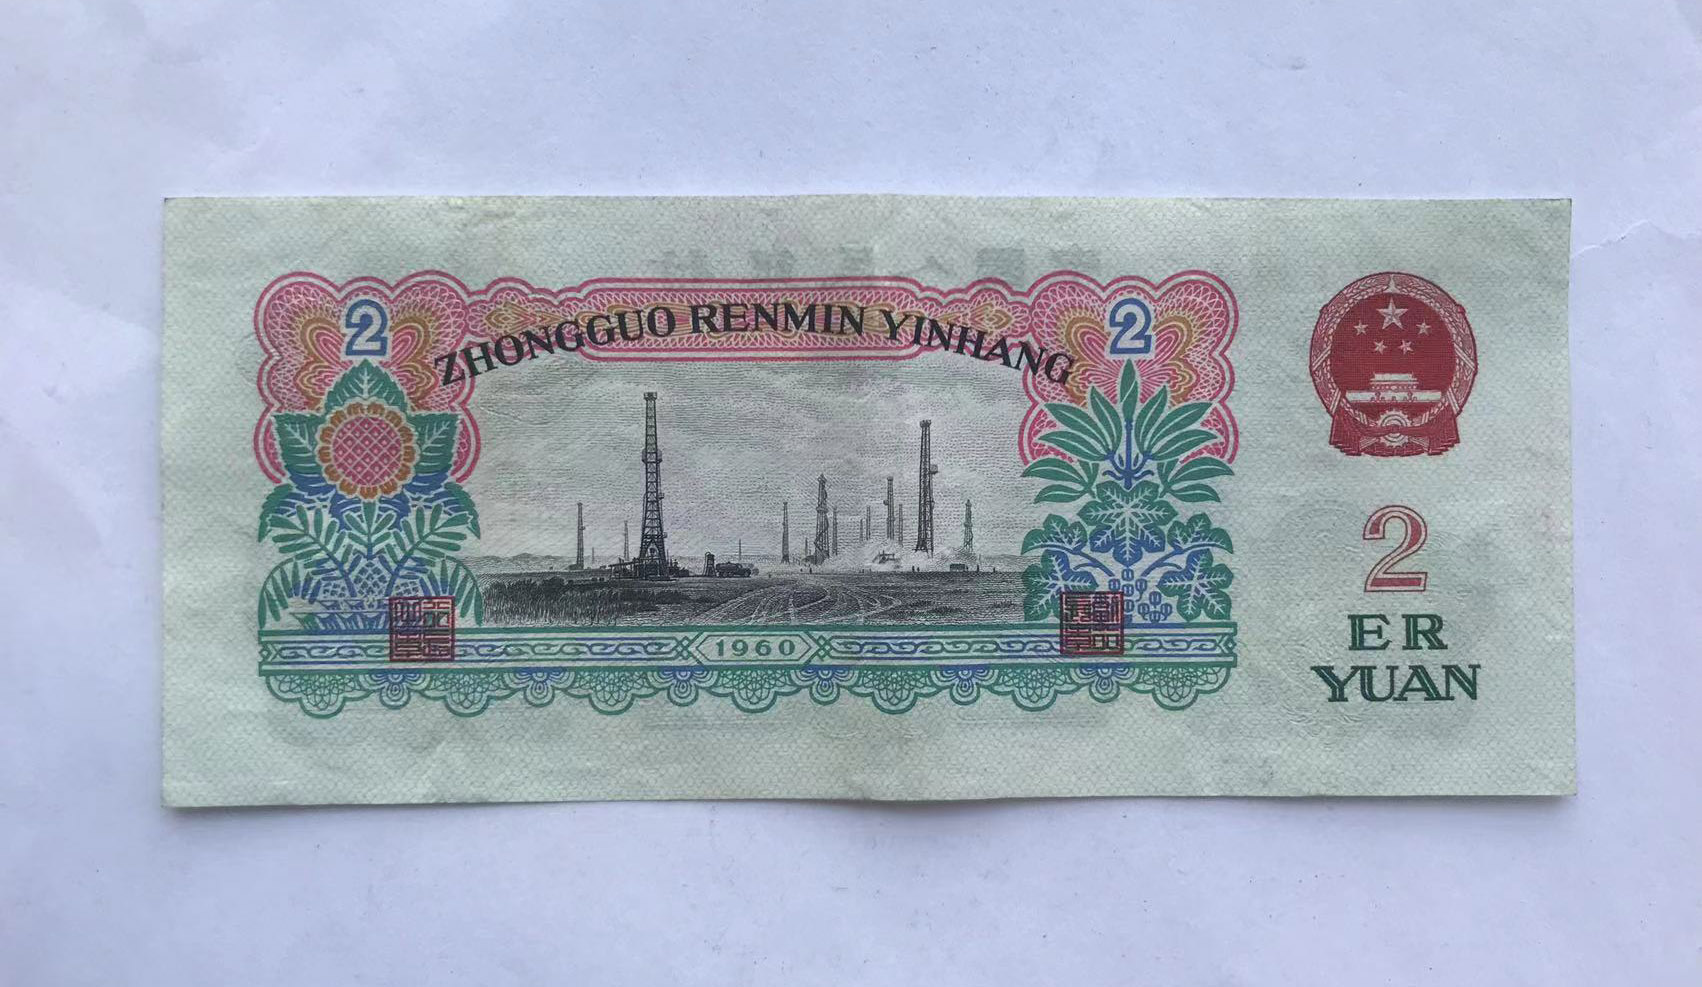 2
2
ZHONGGUO RENMIN YINHANG
1960
2
ER
YUAN